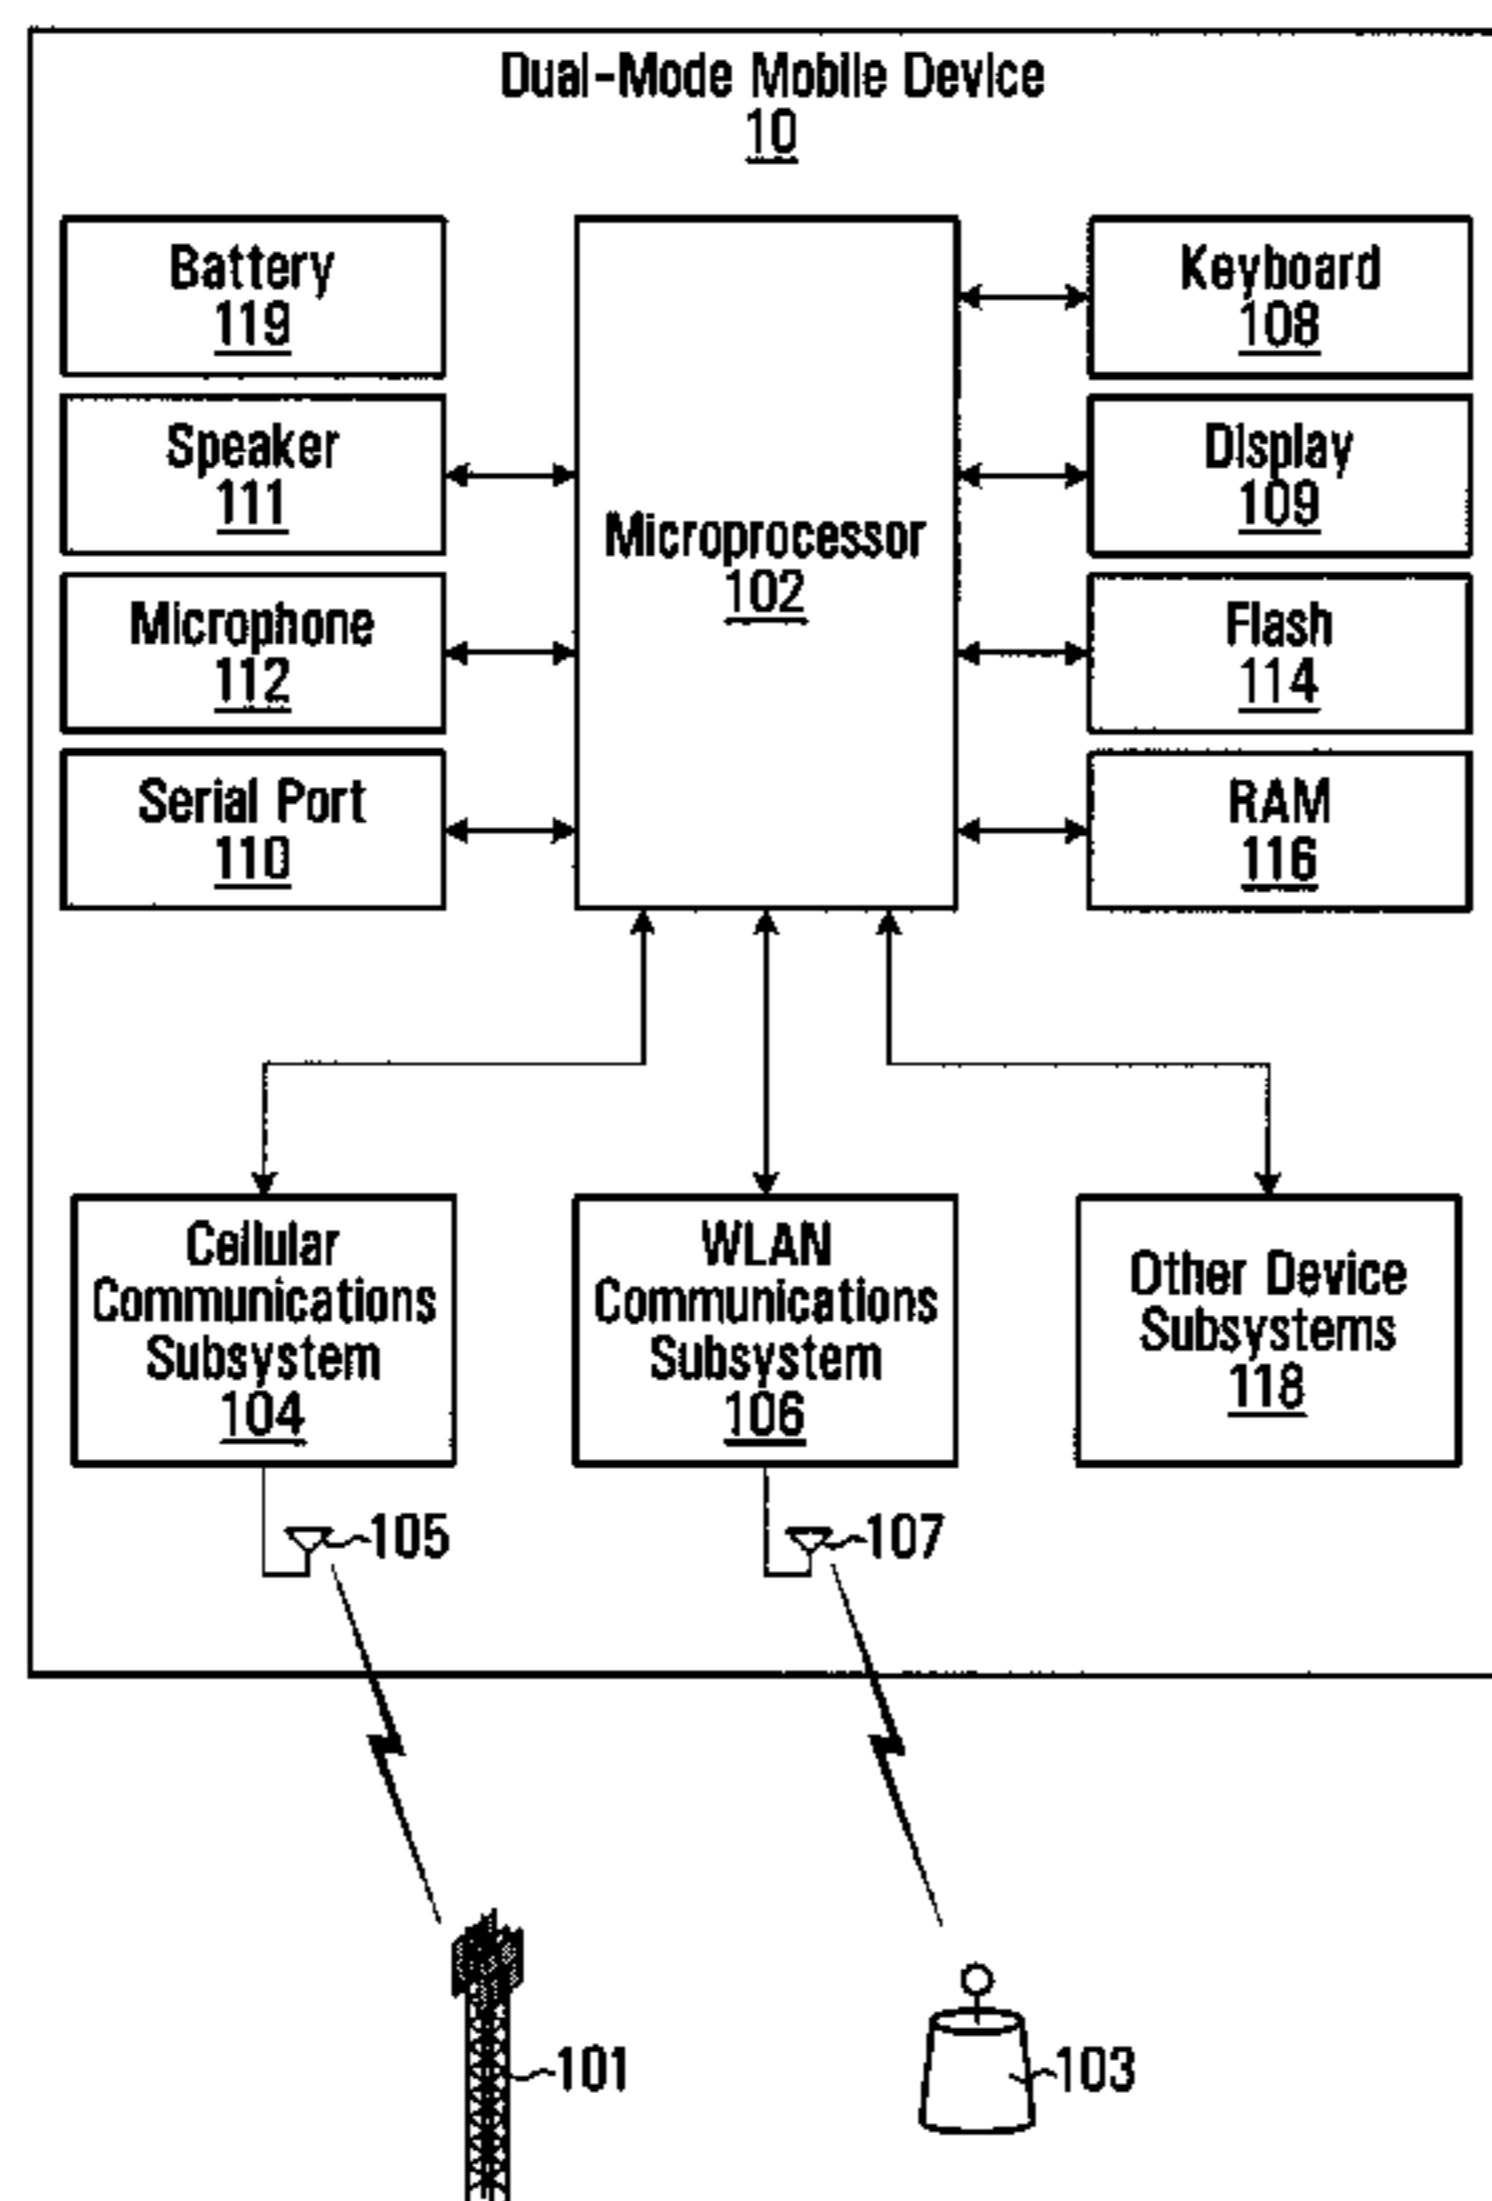 Dual-Mode Mobile Device
10
Battery
119
Speaker
111
Microphone
112
Serial Port
110
Microprocessor
102
Keyboard
108
Display
109
Flash
114
RAM
116
Cellular
Communications
Subsystem
104
WLAN
Communications
Subsystem
106
Other Device
Subsystems
118
105
107
101
103